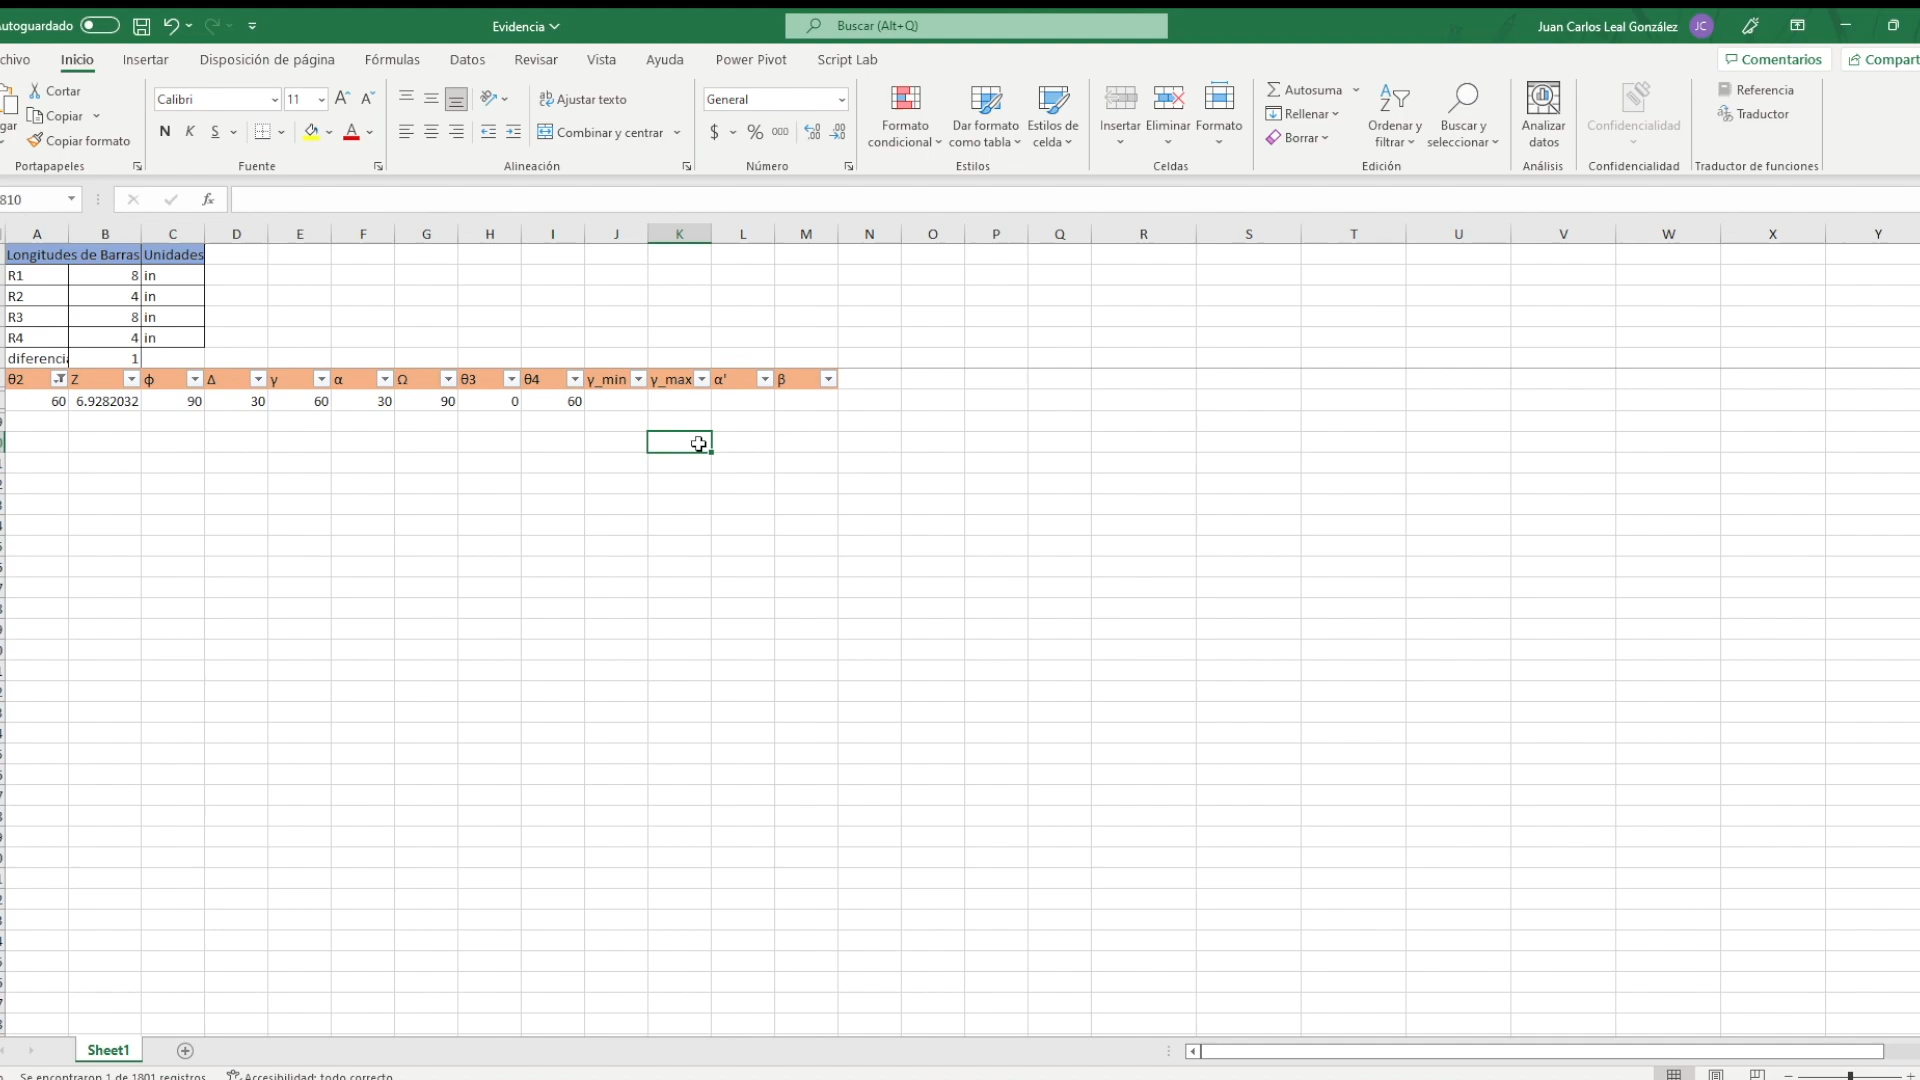 utoguardado
Evidencia
Buscar (Alt+Q)
Juan Carlos Leal González
JC
chivo
Inicio
Insertar
Disposición de página
Fórmulas
Datos
Revisar
Vista
Ayuda
Power Pivot
Script Lab
Comentarios
Compart
gar
Cortar
Copiar
Copiar formato
Portapapeles
Calibri
11
N K S
Fuente
Ajustar texto
Combinar y centrar
Alineación
General
$ % 000
Número
Formato condicional
Dar formato como tabla
Estilos de celda
Estilos
Insertar
Eliminar
Formato
Celdas
Autosuma
Rellenar
Borrar
Ordenar y filtrar
Buscar y seleccionar
Edición
Analizar datos
Análisis
Confidencialidad
Confidencialidad
Referencia
Traductor
Traductor de funciones
810
fx
A B C D E F G H I J K L M N O P Q R S T U V W X Y
Longitudes de Barras Unidades
R1 8 in
R2 4 in
R3 8 in
R4 4 in
diferenci 1
θ2 Z ϕ Δ γ α Ω θ3 θ4 γ_min γ_max α' β
60 6.9282032 90 30 60 30 90 0 60
Sheet1
Se encontraron 1 de 1801 registros
Accesibilidad: todo correcto